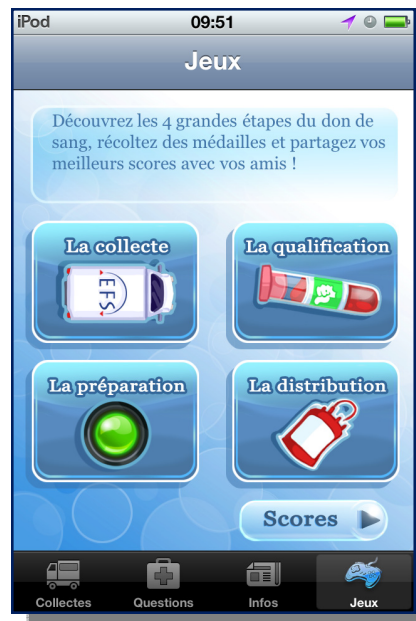 iPod 09:51
Jeux
Découvrez les 4 grandes étapes du don de
sang, récoltez des médailles et partagez vos
meilleurs scores avec vos amis !
La collecte
La qualification
EFS
La préparation
La distribution
Scores
Collectes Questions Infos Jeux